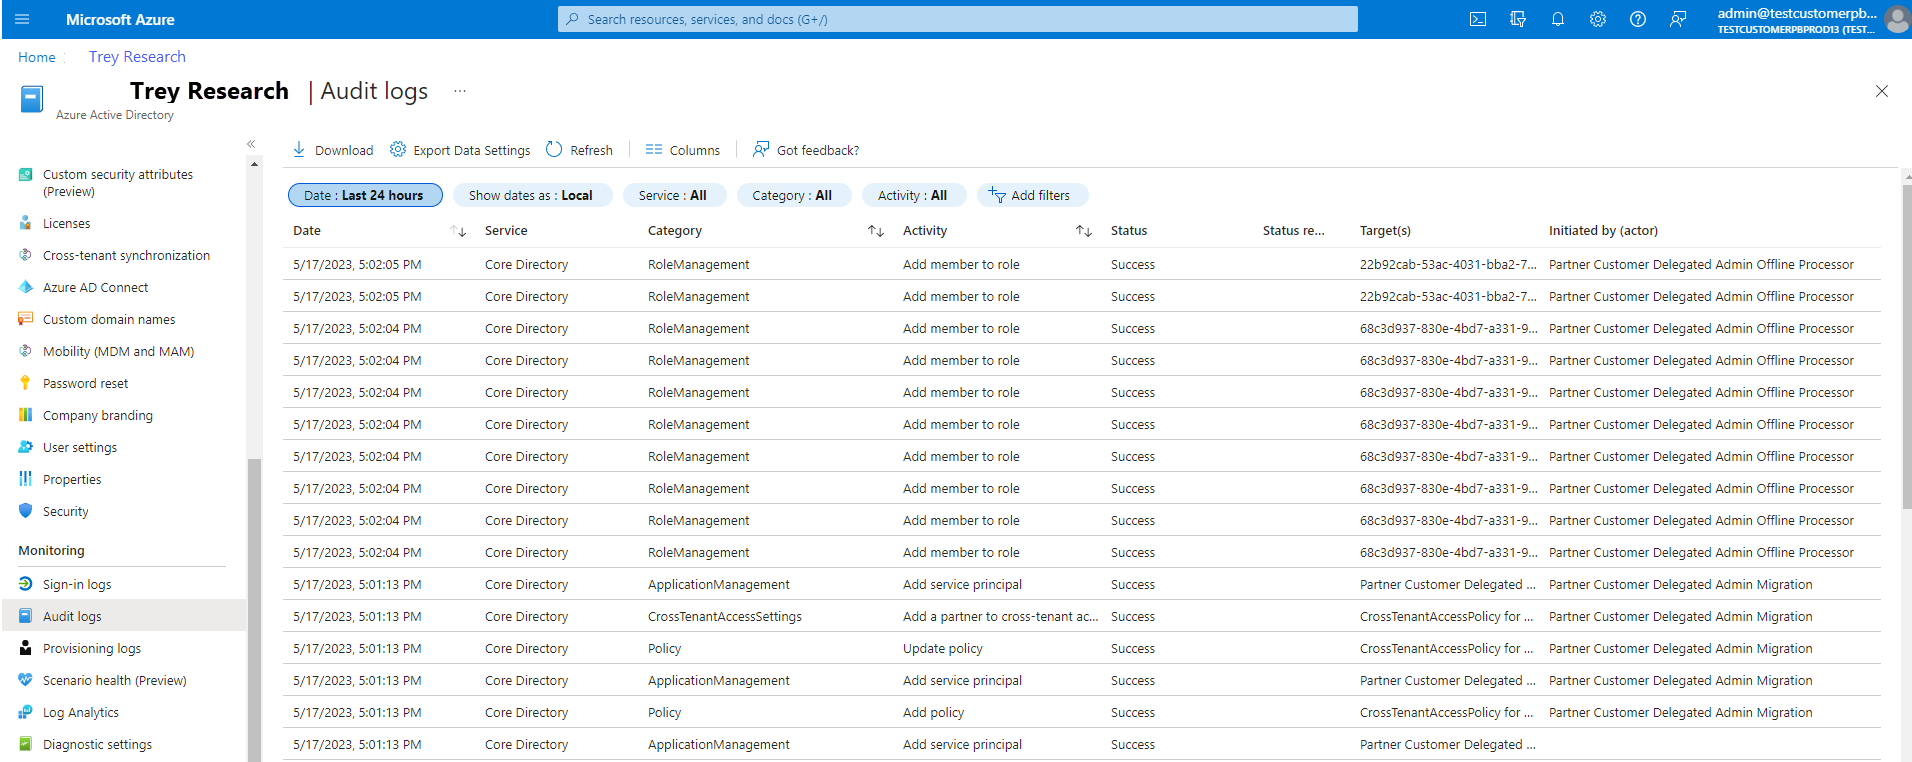 Microsoft Azure
Search resources, services, and docs (G+/)
admin@testcustomerpb...
TESTCUSTOMERPBPROD13 (TEST...
Home
Trey Research
Trey Research | Audit logs ...
Azure Active Directory
Download Export Data Settings Refresh Columns Got feedback?
Custom security attributes
(Preview)
Licenses
Cross-tenant synchronization
Azure AD Connect
Custom domain names
Mobility (MDM and MAM)
Password reset
Company branding
User settings
Properties
Security
Monitoring
Sign-in logs
Audit logs
Provisioning logs
Scenario health (Preview)
Log Analytics
Diagnostic settings
Date : Last 24 hours Show dates as : Local Service : All Category : All Activity : All Add filters
Date Service Category Activity Status Status re... Target(s) Initiated by (actor)
5/17/2023, 5:02:05 PM Core Directory RoleManagement Add member to role Success 22b92cab-53ac-4031-bba2-7... Partner Customer Delegated Admin Offline Processor
5/17/2023, 5:02:05 PM Core Directory RoleManagement Add member to role Success 22b92cab-53ac-4031-bba2-7... Partner Customer Delegated Admin Offline Processor
5/17/2023, 5:02:04 PM Core Directory RoleManagement Add member to role Success 68c3d937-830e-4bd7-a331-9... Partner Customer Delegated Admin Offline Processor
5/17/2023, 5:02:04 PM Core Directory RoleManagement Add member to role Success 68c3d937-830e-4bd7-a331-9... Partner Customer Delegated Admin Offline Processor
5/17/2023, 5:02:04 PM Core Directory RoleManagement Add member to role Success 68c3d937-830e-4bd7-a331-9... Partner Customer Delegated Admin Offline Processor
5/17/2023, 5:02:04 PM Core Directory RoleManagement Add member to role Success 68c3d937-830e-4bd7-a331-9... Partner Customer Delegated Admin Offline Processor
5/17/2023, 5:02:04 PM Core Directory RoleManagement Add member to role Success 68c3d937-830e-4bd7-a331-9... Partner Customer Delegated Admin Offline Processor
5/17/2023, 5:02:04 PM Core Directory RoleManagement Add member to role Success 68c3d937-830e-4bd7-a331-9... Partner Customer Delegated Admin Offline Processor
5/17/2023, 5:02:04 PM Core Directory RoleManagement Add member to role Success 68c3d937-830e-4bd7-a331-9... Partner Customer Delegated Admin Offline Processor
5/17/2023, 5:02:04 PM Core Directory RoleManagement Add member to role Success 68c3d937-830e-4bd7-a331-9... Partner Customer Delegated Admin Offline Processor
5/17/2023, 5:01:13 PM Core Directory ApplicationManagement Add service principal Success Partner Customer Delegated ... Partner Customer Delegated Admin Migration
5/17/2023, 5:01:13 PM Core Directory CrossTenantAccessSettings Add a partner to cross-tenant ac... Success CrossTenantAccessPolicy for ... Partner Customer Delegated Admin Migration
5/17/2023, 5:01:13 PM Core Directory Policy Update policy Success CrossTenantAccessPolicy for ... Partner Customer Delegated Admin Migration
5/17/2023, 5:01:13 PM Core Directory ApplicationManagement Add service principal Success Partner Customer Delegated ... Partner Customer Delegated Admin Migration
5/17/2023, 5:01:13 PM Core Directory Policy Add policy Success CrossTenantAccessPolicy for ... Partner Customer Delegated Admin Migration
5/17/2023, 5:01:13 PM Core Directory ApplicationManagement Add service principal Success Partner Customer Delegated ...